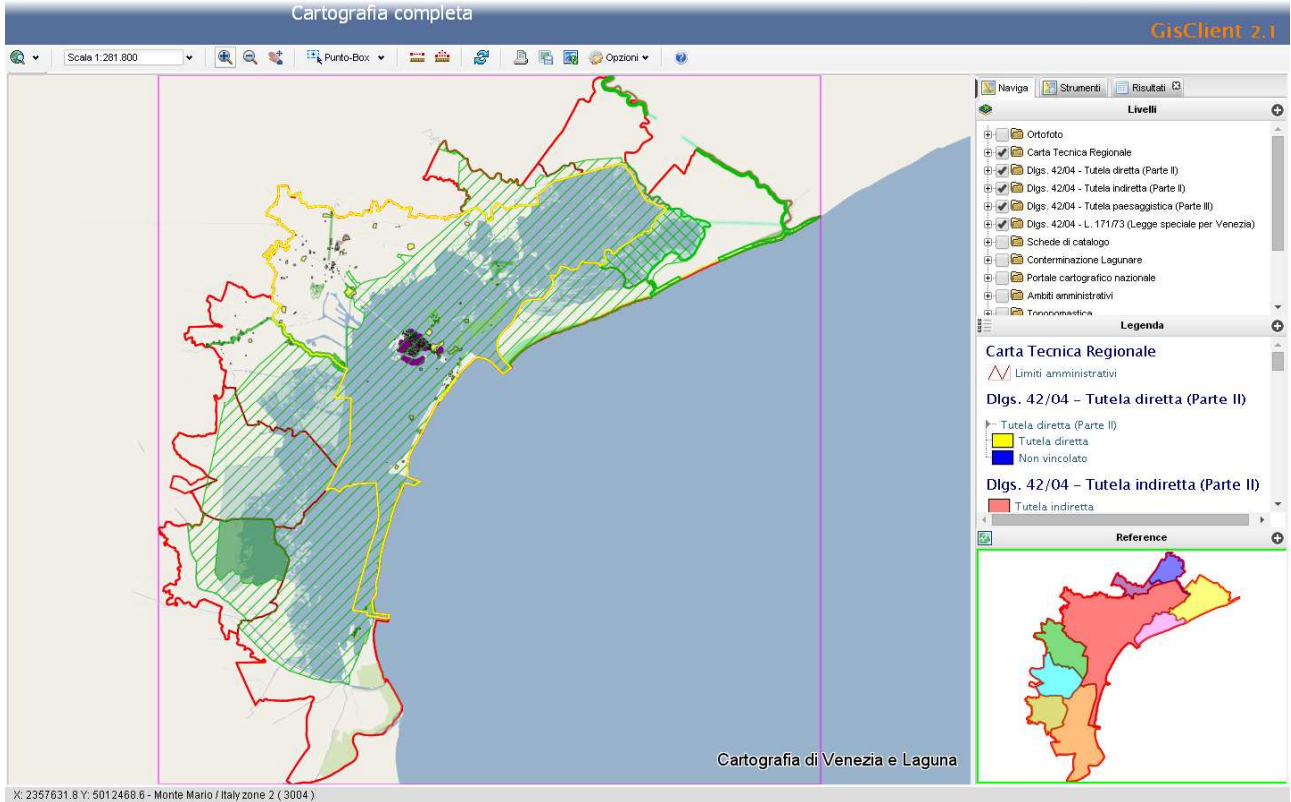 Cartografia completa
GisClient 2.1
Scala 1:281.800
Punto-Box
Opzioni
Naviga
Strumenti
Risultati
Livelli
Ortofoto
Carta Tecnica Regionale
Dlgs. 42/04 - Tutela diretta (Parte II)
Dlgs. 42/04 - Tutela indiretta (Parte II)
Dlgs. 42/04 - Tutela paesaggistica (Parte III)
Dlgs. 42/04 - L. 171/73 (Legge speciale per Venezia)
Schede di catalogo
Conterminazione Lagunare
Portale cartografico nazionale
Ambiti amministrativi
Toponomastica
Legenda
Carta Tecnica Regionale
Limiti amministrativi
Dlgs. 42/04 – Tutela diretta (Parte II)
Tutela diretta (Parte II)
Tutela diretta
Non vincolato
Dlgs. 42/04 – Tutela indiretta (Parte II)
Tutela indiretta
Reference
Cartografia di Venezia e Laguna
X: 2357631.8 Y: 5012468.6 - Monte Mario / Italy zone 2 ( 3004 )